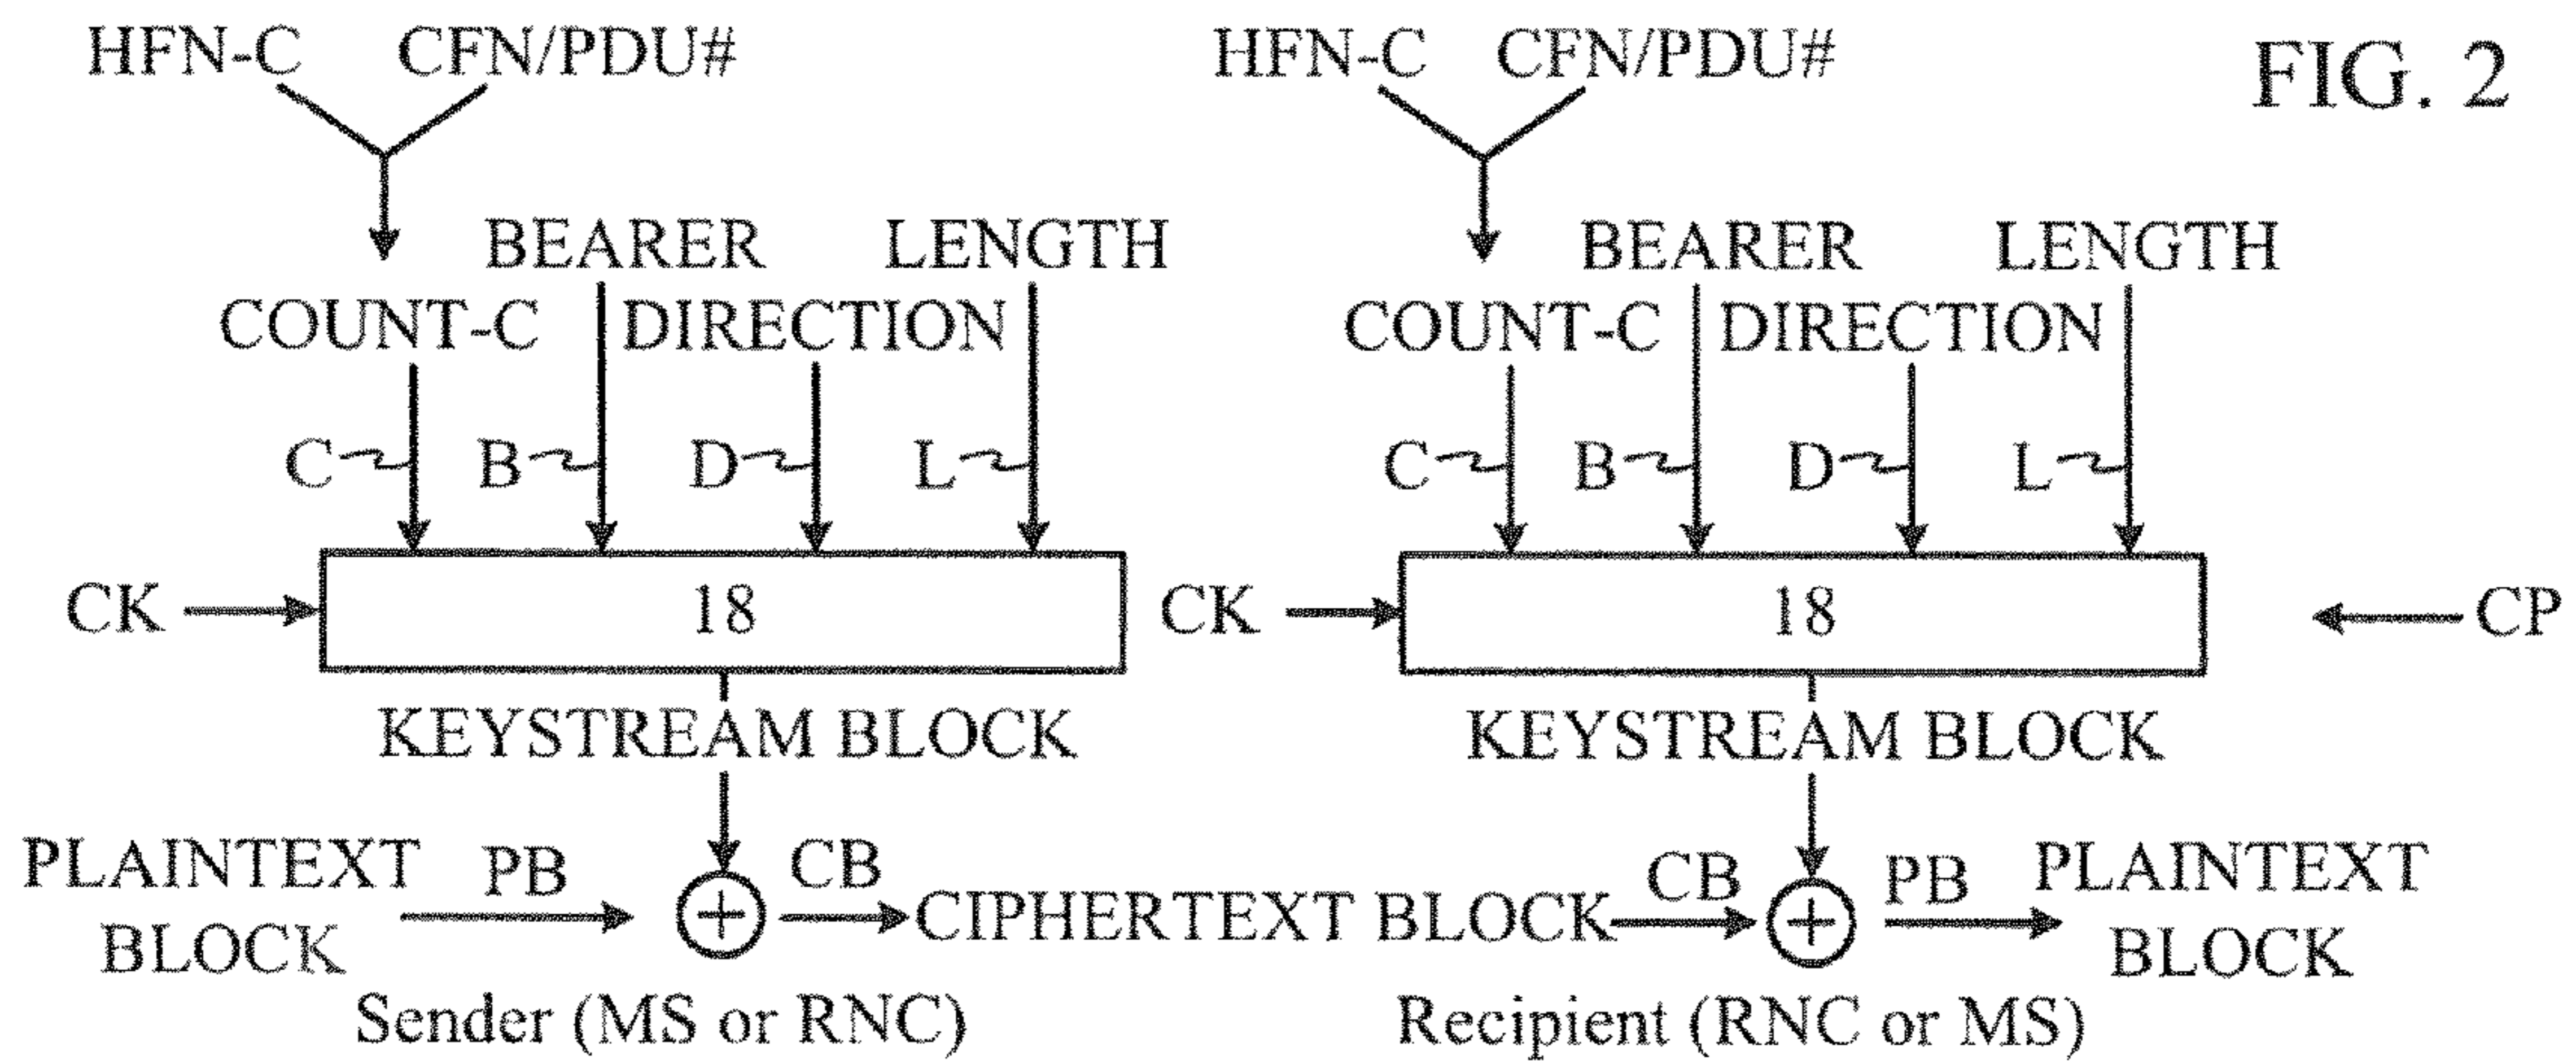 HFN-C CFN/PDU# HFN-C CFN/PDU# FIG. 2
BEARER LENGTH BEARER LENGTH
COUNT-C DIRECTION COUNT-C DIRECTION
C B D L C B D L
CK 18 CK 18 CP
KEYSTREAM BLOCK KEYSTREAM BLOCK
PLAINTEXT PB CB CB PB PLAINTEXT
BLOCK + CIPHERTEXT BLOCK + BLOCK
Sender (MS or RNC) Recipient (RNC or MS)